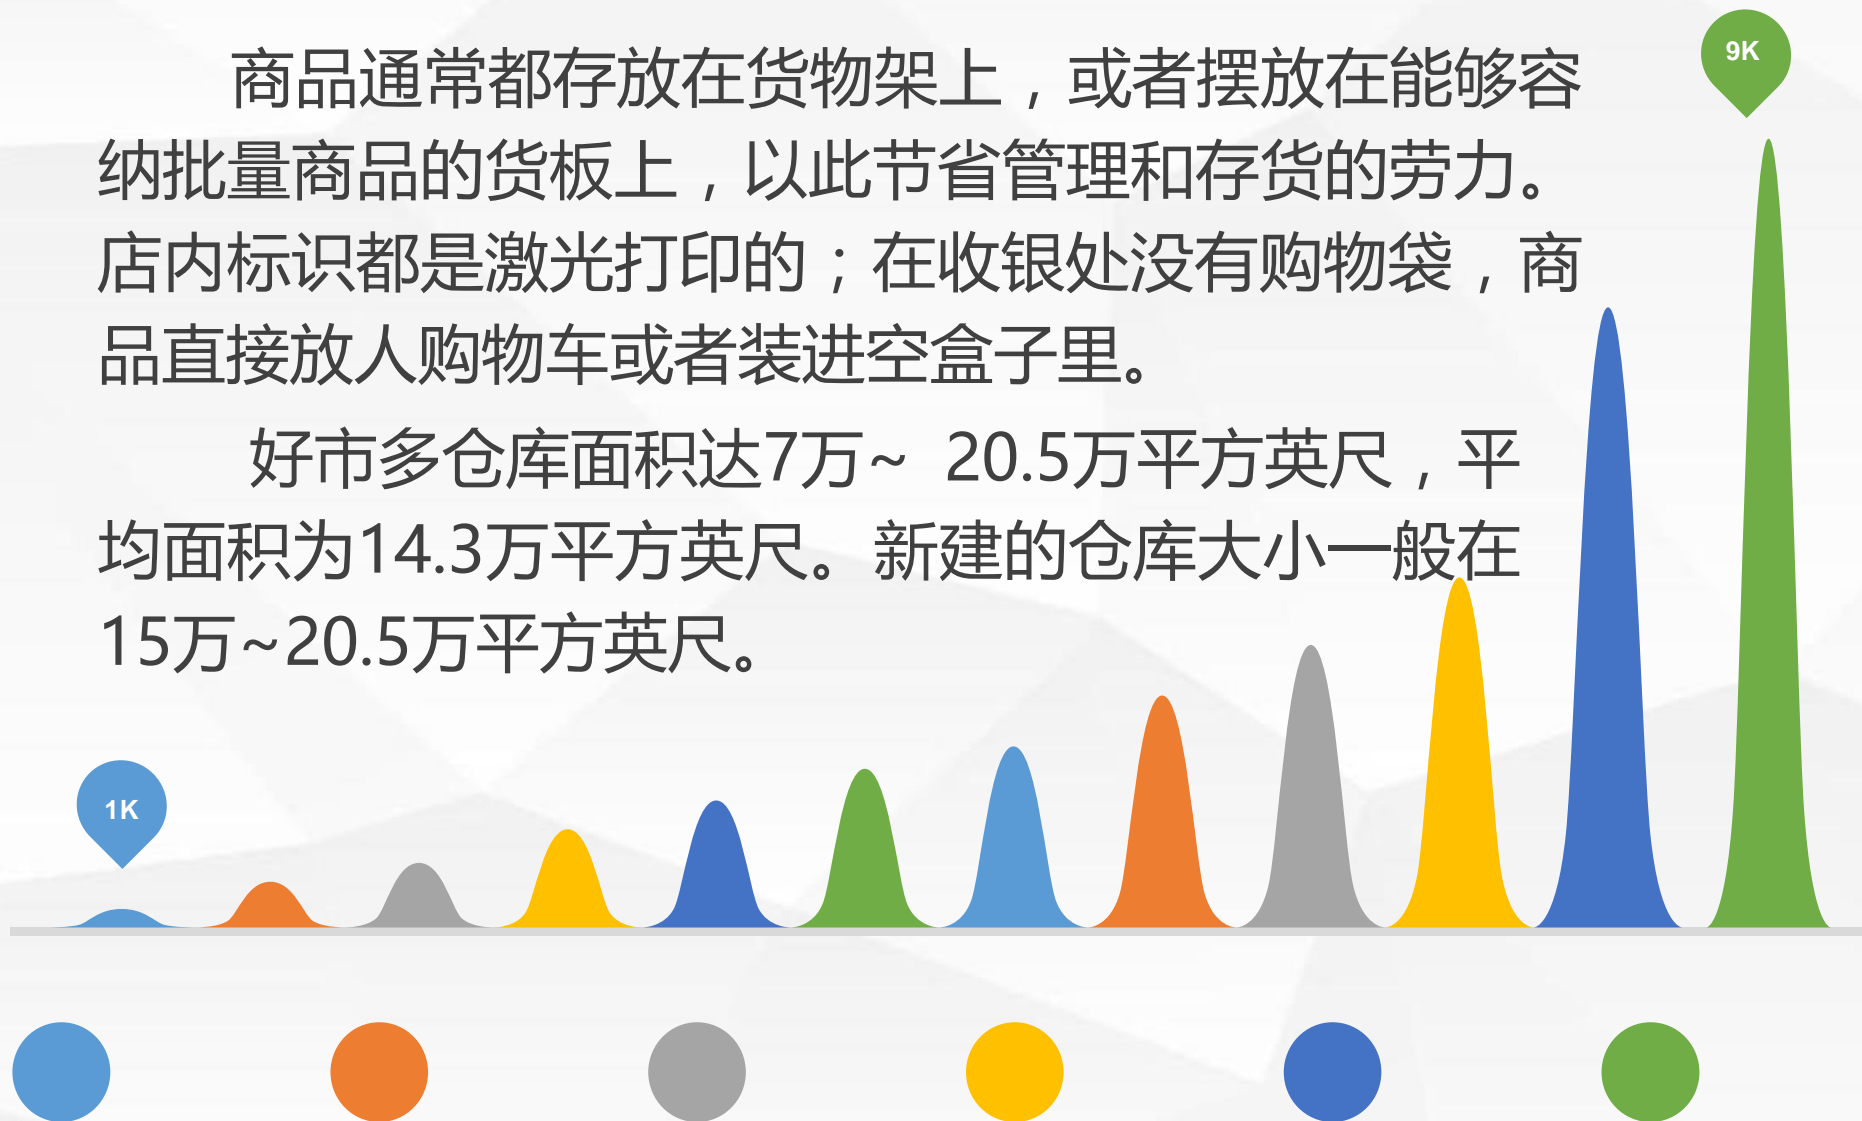 商品通常都存放在货物架上，或者摆放在能够容
纳批量商品的货板上，以此节省管理和存货的劳力。
店内标识都是激光打印的；在收银处没有购物袋，商
品直接放人购物车或者装进空盒子里。
好市多仓库面积达7万~ 20.5万平方英尺，平
均面积为14.3万平方英尺。新建的仓库大小一般在
15万~20.5万平方英尺。
9K
1K